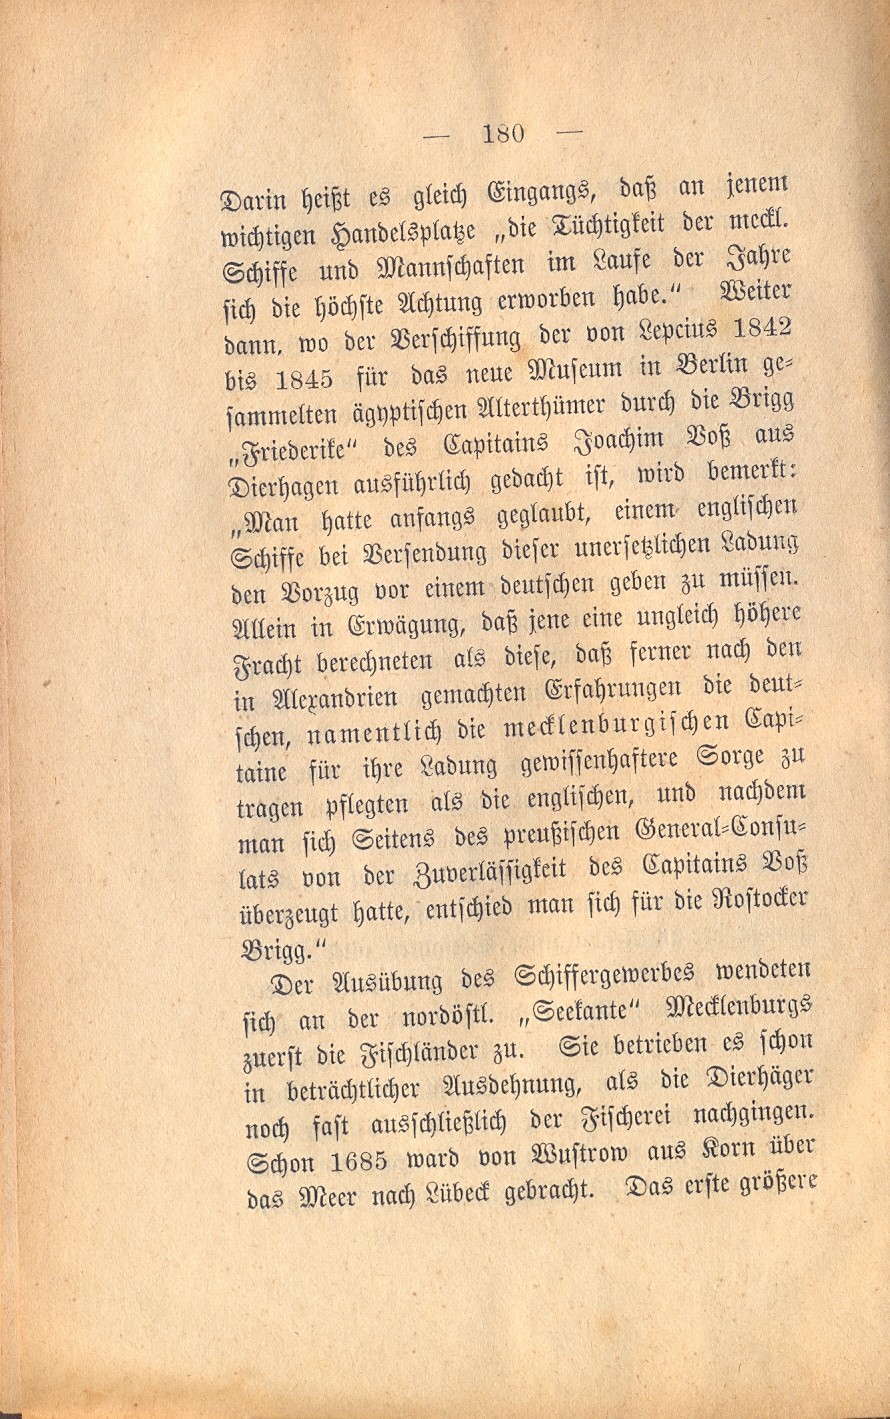 — 180 —
Darin heißt es gleich Eingangs, daß an jenem
wichtigen Handelsplatze „die Tüchtigkeit der meckl.
Schiffe und Mannschaften im Laufe der Jahre
sich die höchste Achtung erworben habe.“ Weiter
dann, wo der Verschiffung der von Lepcius 1842
bis 1845 für das neue Museum in Berlin ge-
sammelten ägyptischen Alterthümer durch die Brigg
„Friederike“ des Capitains Joachim Voß aus
Dierhagen ausführlich gedacht ist, wird bemerkt:
„Man hatte anfangs geglaubt, einem englischen
Schiffe bei Versendung dieser unersetzlichen Ladung
den Vorzug vor einem deutschen geben zu müssen.
Allein in Erwägung, daß jene eine ungleich höhere
Fracht berechneten als diese, daß ferner nach den
in Alexandrien gemachten Erfahrungen die deut-
schen, namentlich die mecklenburgischen Capi-
taine für ihre Ladung gewissenhaftere Sorge zu
tragen pflegten als die englischen, und nachdem
man sich Seitens des preußischen General-Consu-
lats von der Zuverlässigkeit des Capitains Voß
überzeugt hatte, entschied man sich für die Rostocker
Brigg.“
Der Ausübung des Schiffergewerbes wendeten
sich an der nordöstl. „Seekante“ Mecklenburgs
zuerst die Fischländer zu. Sie betrieben es schon
in beträchtlicher Ausdehnung, als die Dierhäger
noch fast ausschließlich der Fischerei nachgingen.
Schon 1685 ward von Wustrow aus Korn über
das Meer nach Lübeck gebracht. Das erste größere